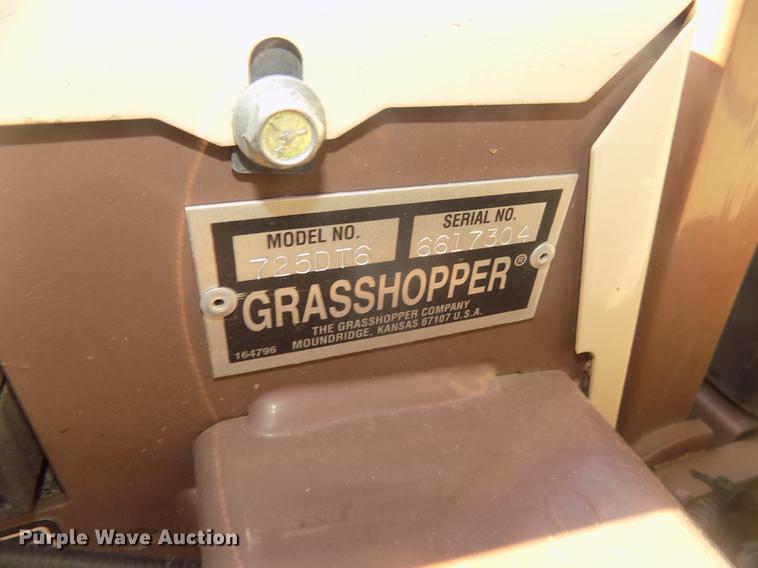 MODEL NO.
SERIAL NO.
725DT6
6617304
GRASSHOPPER®
THE GRASSHOPPER COMPANY
MOUNDRIDGE, KANSAS 67107 U.S.A.
164796
Purple Wave Auction®